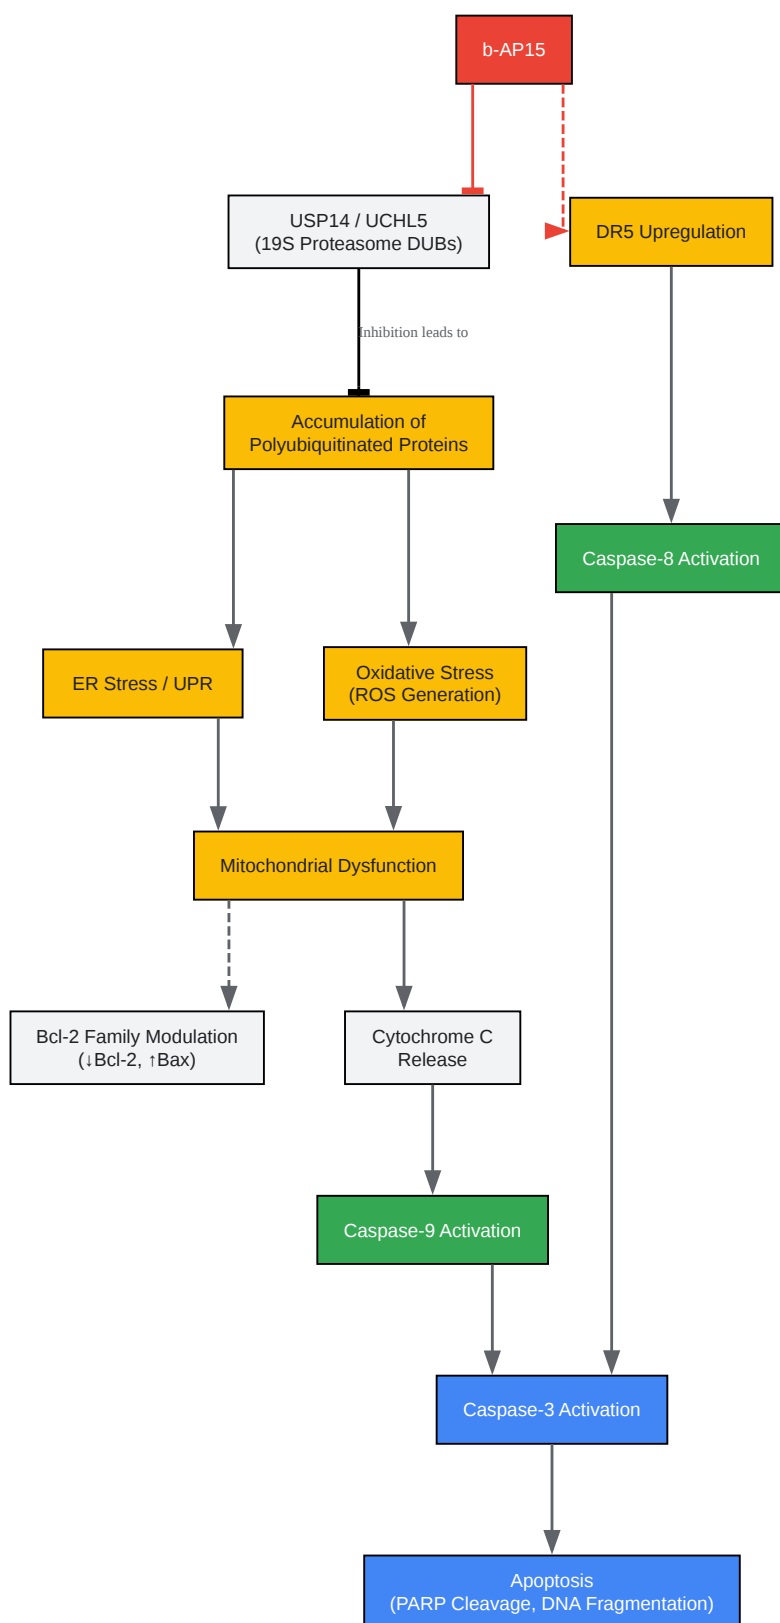 b-AP15
USP14 / UCHL5
(19S Proteasome DUBs)
DR5 Upregulation
Inhibition leads to
Accumulation of
Polyubiquitinated Proteins
Caspase-8 Activation
ER Stress / UPR
Oxidative Stress
(ROS Generation)
Mitochondrial Dysfunction
Bcl-2 Family Modulation
(↓Bcl-2, ↑Bax)
Cytochrome C
Release
Caspase-9 Activation
Caspase-3 Activation
Apoptosis
(PARP Cleavage, DNA Fragmentation)